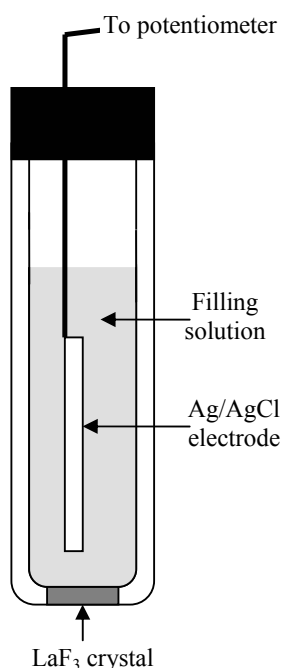 To potentiometer
Filling
solution
Ag/AgCl
electrode
LaF₃ crystal